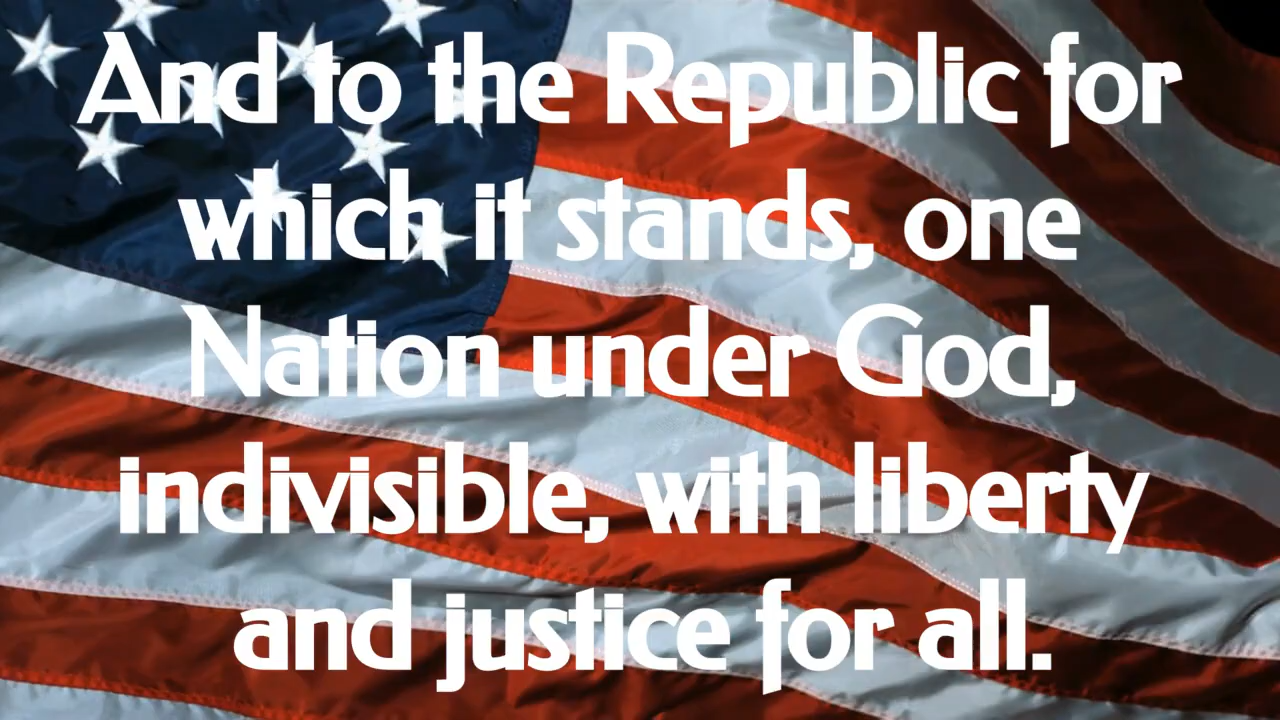 And to the Republic for
which it stands, one
Nation under God,
indivisible, with liberty
and justice for all.